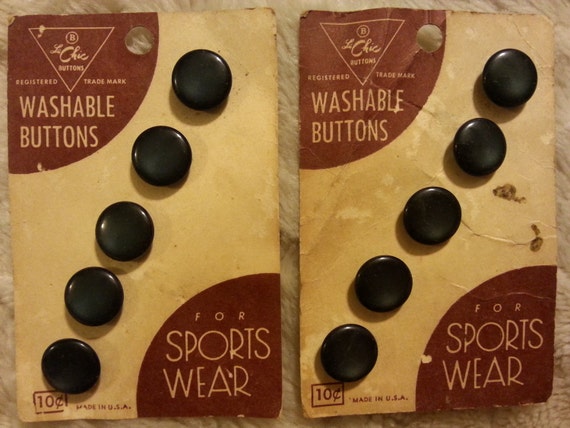 B
Le Chic
BUTTONS
REGISTERED TRADE MARK
WASHABLE
BUTTONS
FOR
SPORTS
WEAR
10¢
MADE IN U.S.A.
B
Le Chic
BUTTONS
REGISTERED TRADE MARK
WASHABLE
BUTTONS
FOR
SPORTS
WEAR
10¢
MADE IN U.S.A.